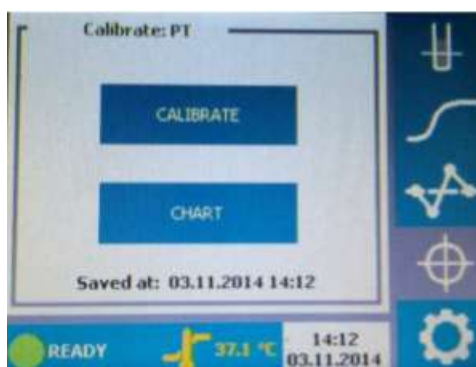 Calibrate: PT
CALIBRATE
CHART
Saved at: 03.11.2014 14:12
READY
37.1 °C
14:12
03.11.2014